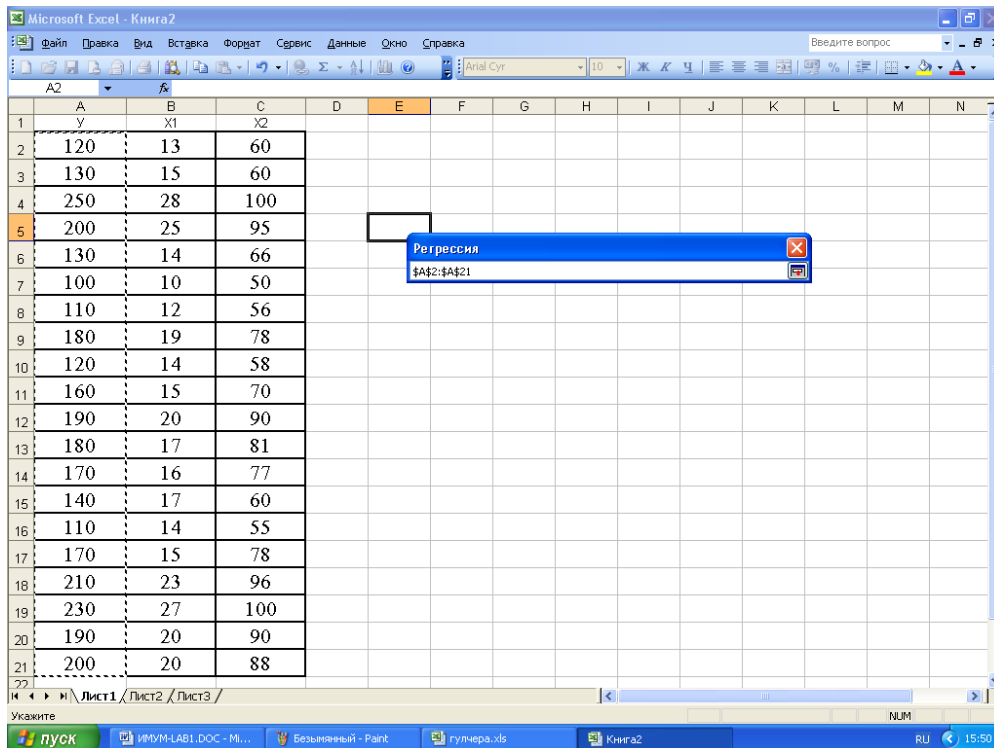 Microsoft Excel - Книга2
Файл Правка Вид Вставка Формат Сервис Данные Окно Справка Введите вопрос
Arial Cyr 10 Ж К Ч
A2 fx
A B C D E F G H I J K L M N
1 У X1 X2
2 120 13 60
3 130 15 60
4 250 28 100
5 200 25 95
6 130 14 66
7 100 10 50
8 110 12 56
9 180 19 78
10 120 14 58
11 160 15 70
12 190 20 90
13 180 17 81
14 170 16 77
15 140 17 60
16 110 14 55
17 170 15 78
18 210 23 96
19 230 27 100
20 190 20 90
21 200 20 88
22
Регрессия
$A$2:$A$21
Лист1 Лист2 Лист3
Укажите NUM
пуск ИМУМ-LAB1.DOC - Mi... Безымянный - Paint гулчера.xls Книга2 RU 15:50